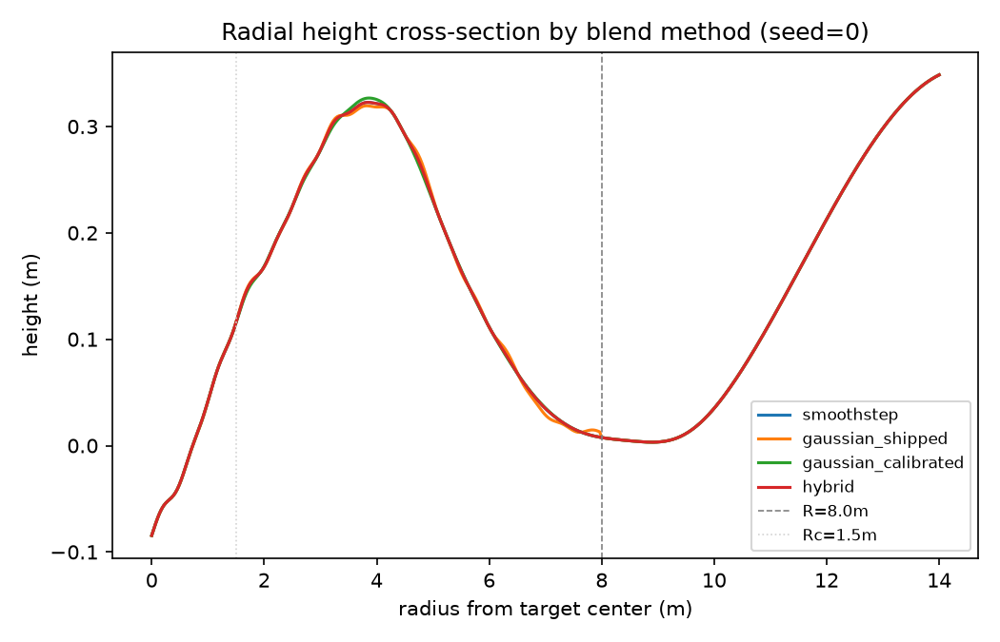 Radial height cross-section by blend method (seed=0)
height (m)
0.3
0.2
0.1
0.0
−0.1
0
2
4
6
8
10
12
14
radius from target center (m)
smoothstep
gaussian_shipped
gaussian_calibrated
hybrid
R=8.0m
Rc=1.5m